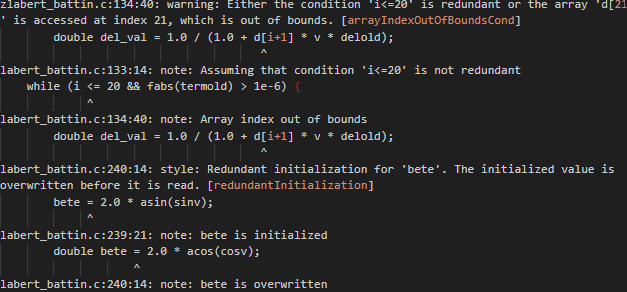 zlabert_battin.c:134:40: warning: Either the condition 'i<=20' is redundant or the array 'd[21
' is accessed at index 21, which is out of bounds. [arrayIndexOutOfBoundsCond]
double del_val = 1.0 / (1.0 + d[i+1] * v * delold);
^
labert_battin.c:133:14: note: Assuming that condition 'i<=20' is not redundant
while (i <= 20 && fabs(termold) > 1e-6) {
^
labert_battin.c:134:40: note: Array index out of bounds
double del_val = 1.0 / (1.0 + d[i+1] * v * delold);
^
labert_battin.c:240:14: style: Redundant initialization for 'bete'. The initialized value is
overwritten before it is read. [redundantInitialization]
bete = 2.0 * asin(sinv);
^
labert_battin.c:239:21: note: bete is initialized
double bete = 2.0 * acos(cosv);
^
labert_battin.c:240:14: note: bete is overwritten